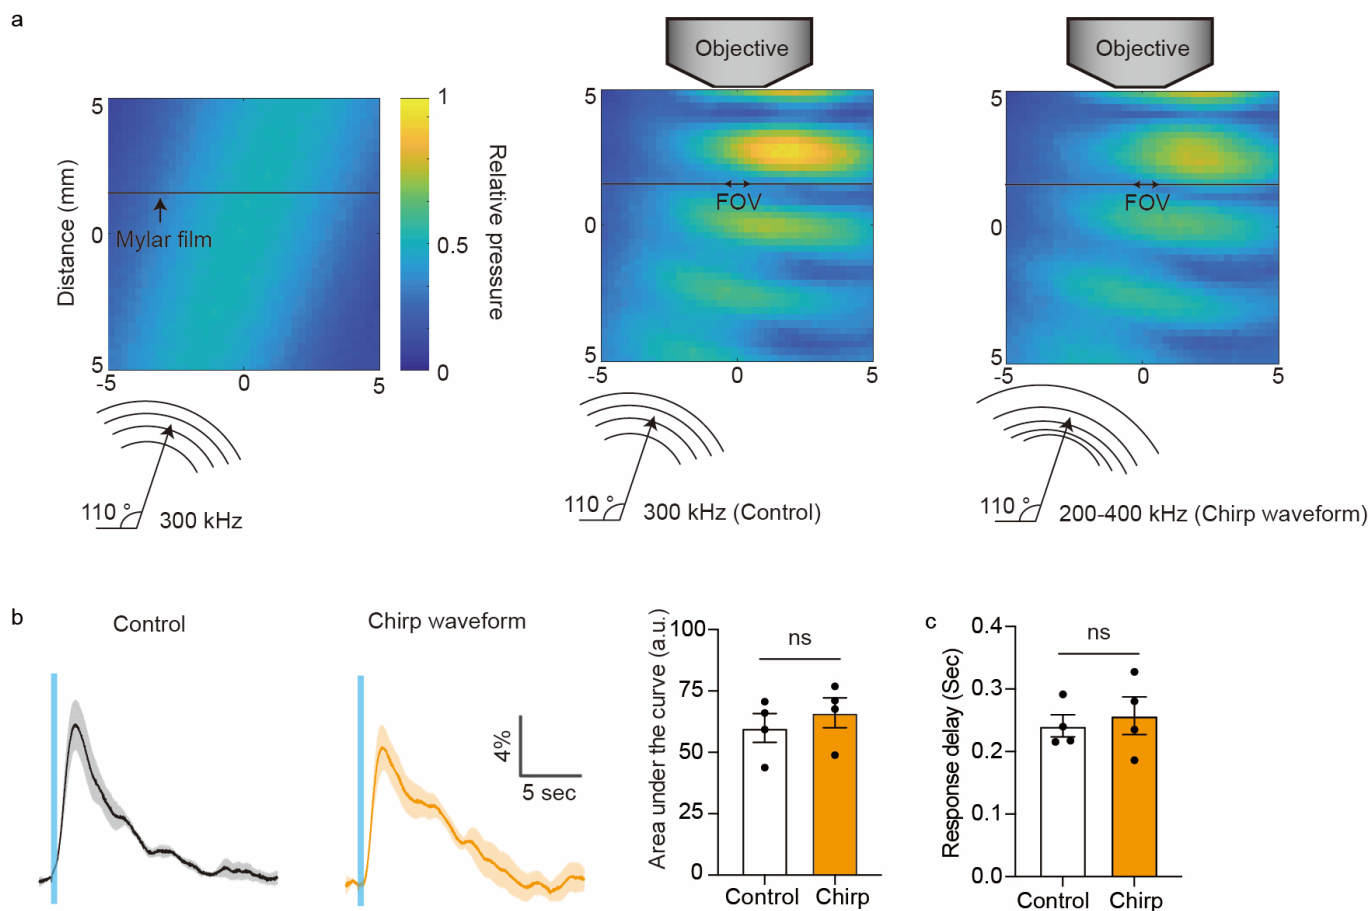 a
Objective
Objective
5
0
5
Distance (mm)
Mylar film
-5
0
5
1
0.5
0
Relative pressure
5
0
5
FOV
-5
0
5
5
0
5
FOV
-5
0
5
110 °
300 kHz
110 °
300 kHz (Control)
110 °
200-400 kHz (Chirp waveform)
b
Control
Chirp waveform
4%
5 sec
Area under the curve (a.u.)
100
75
50
25
0
ns
Control
Chirp
c
Response delay (Sec)
0.4
0.3
0.2
0.1
0.0
ns
Control
Chirp